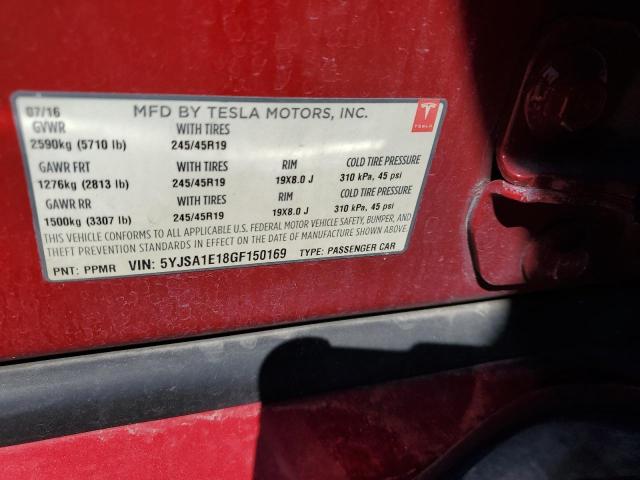 07/16 MFD BY TESLA MOTORS, INC.
TESLA
GVWR WITH TIRES
2590kg (5710 lb) 245/45R19
GAWR FRT WITH TIRES RIM COLD TIRE PRESSURE
1276kg (2813 lb) 245/45R19 19X8.0 J 310 kPa, 45 psi
GAWR RR WITH TIRES RIM COLD TIRE PRESSURE
1500kg (3307 lb) 245/45R19 19X8.0 J 310 kPa, 45 psi
THIS VEHICLE CONFORMS TO ALL APPLICABLE U.S. FEDERAL MOTOR VEHICLE SAFETY, BUMPER, AND
THEFT PREVENTION STANDARDS IN EFFECT ON THE DATE OF MANUFACTURE SHOWN ABOVE.
PNT: PPMR VIN: 5YJSA1E18GF150169 TYPE: PASSENGER CAR